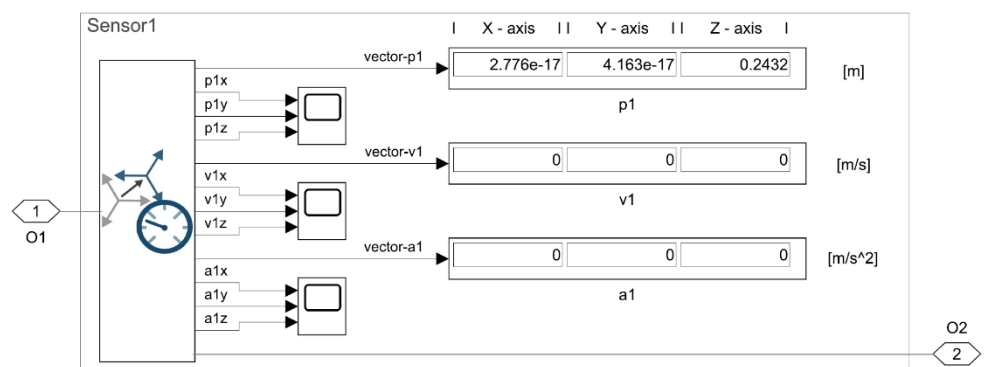 Sensor1
I X - axis I I Y - axis I I Z - axis I
vector-p1
2.776e-17 4.163e-17 0.2432
[m]
p1
p1x
p1y
p1z
vector-v1
0 0 0
[m/s]
v1
v1x
v1y
v1z
1
O1
vector-a1
0 0 0
[m/s^2]
a1
a1x
a1y
a1z
O2
2